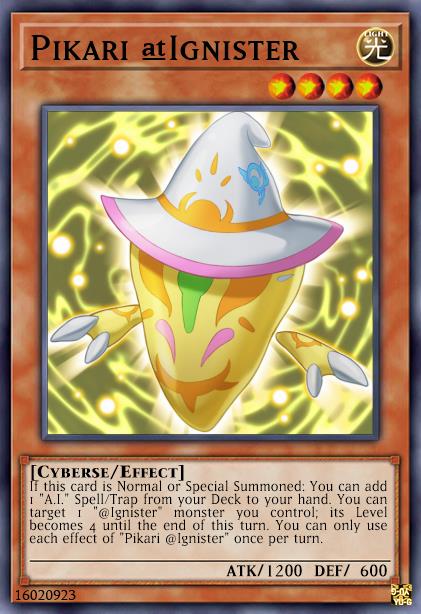 Pikari @Ignister
LIGHT
光
[Cyberse/Effect]
If this card is Normal or Special Summoned: You can add
1 "A.I." Spell/Trap from your Deck to your hand. You can
target 1 "@Ignister" monster you control; its Level
becomes 4 until the end of this turn. You can only use
each effect of "Pikari @Ignister" once per turn.
ATK/1200 DEF/ 600
16020923